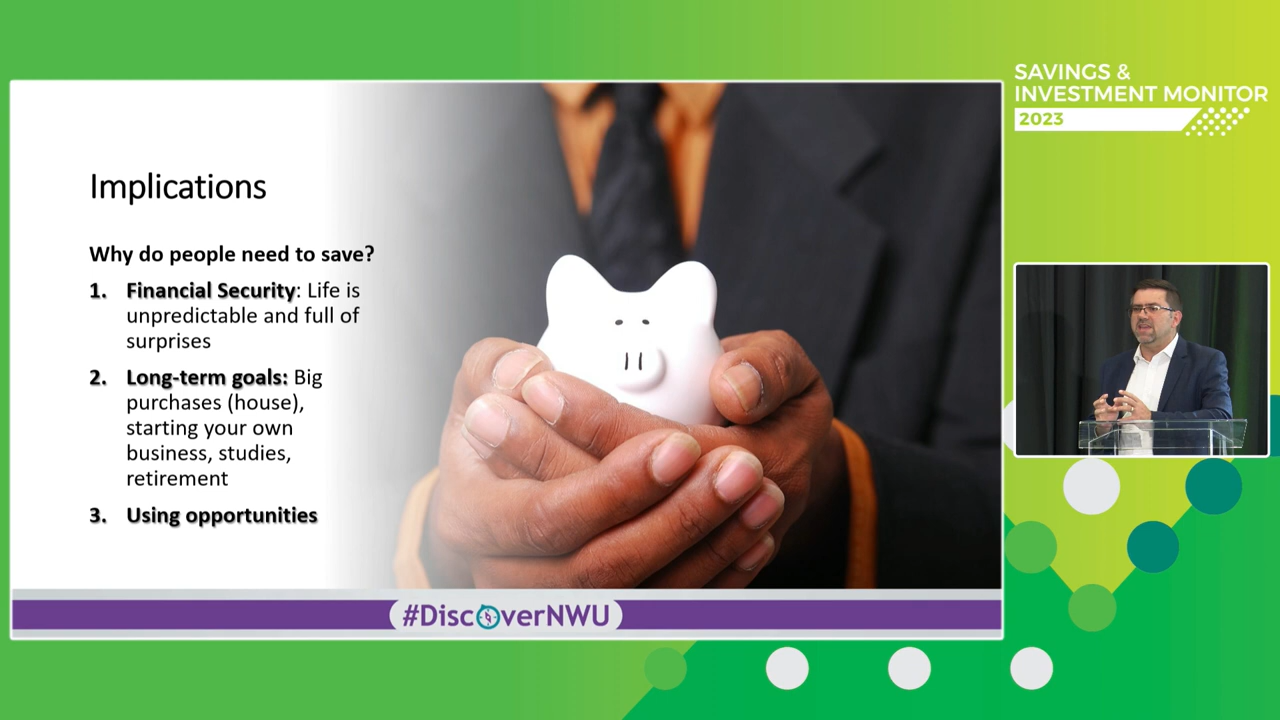 SAVINGS &
INVESTMENT MONITOR
2023
Implications
Why do people need to save?
1. Financial Security: Life is
unpredictable and full of
surprises
2. Long-term goals: Big
purchases (house),
starting your own
business, studies,
retirement
3. Using opportunities
#DiscoverNWU